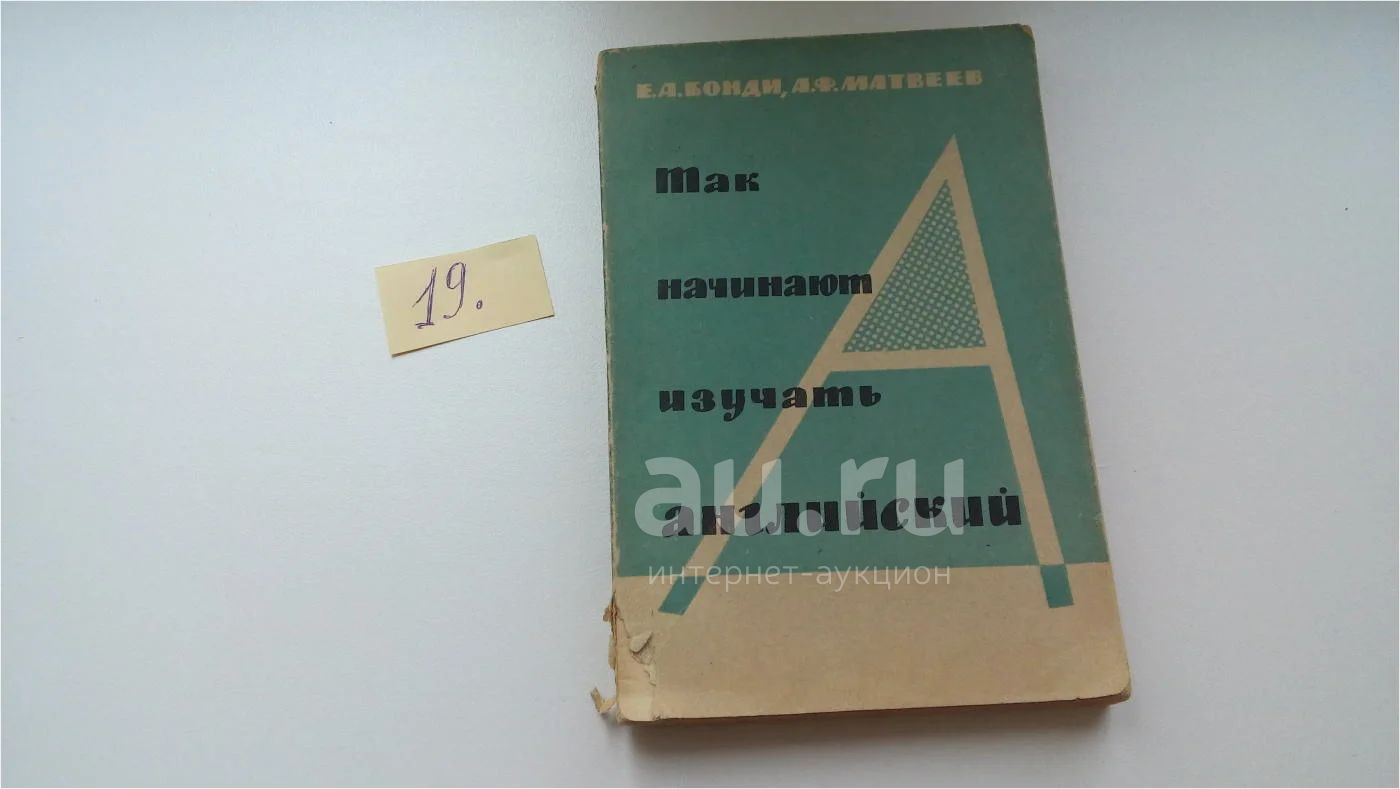 Е.А.БОНДИ, А.Ф.МАТВЕЕВ
Так
начинают
изучать
английский
19.
au.ru
интернет-аукцион